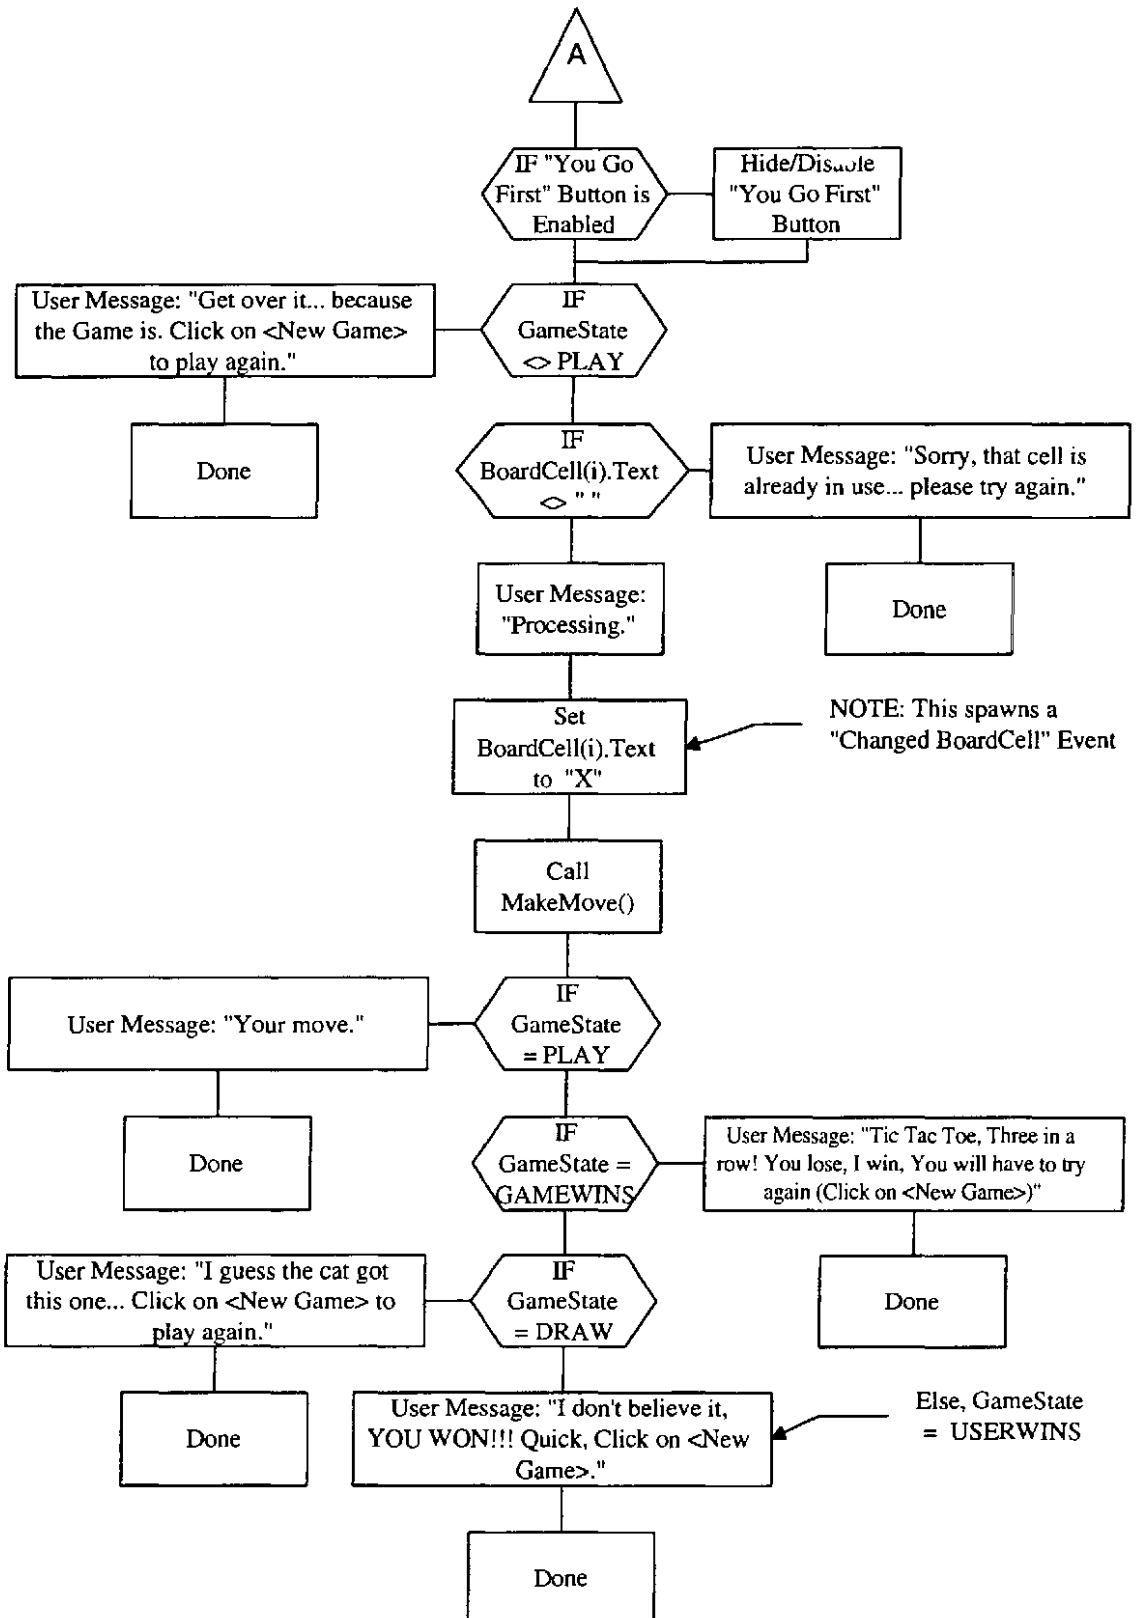 A
IF "You Go
First" Button is
Enabled
Hide/Disable
"You Go First"
Button
User Message: "Get over it... because
the Game is. Click on <New Game>
to play again."
IF
GameState
<> PLAY
Done
IF
BoardCell(i).Text
<> " "
User Message: "Sorry, that cell is
already in use... please try again."
User Message:
"Processing."
Done
Set
BoardCell(i).Text
to "X"
NOTE: This spawns a
"Changed BoardCell" Event
Call
MakeMove()
User Message: "Your move."
IF
GameState
= PLAY
Done
IF
GameState =
GAMEWINS
User Message: "Tic Tac Toe, Three in a
row! You lose, I win, You will have to try
again (Click on <New Game>)"
User Message: "I guess the cat got
this one... Click on <New Game> to
play again."
IF
GameState
= DRAW
Done
Done
User Message: "I don't believe it,
YOU WON!!! Quick, Click on <New
Game>."
Else, GameState
= USERWINS
Done